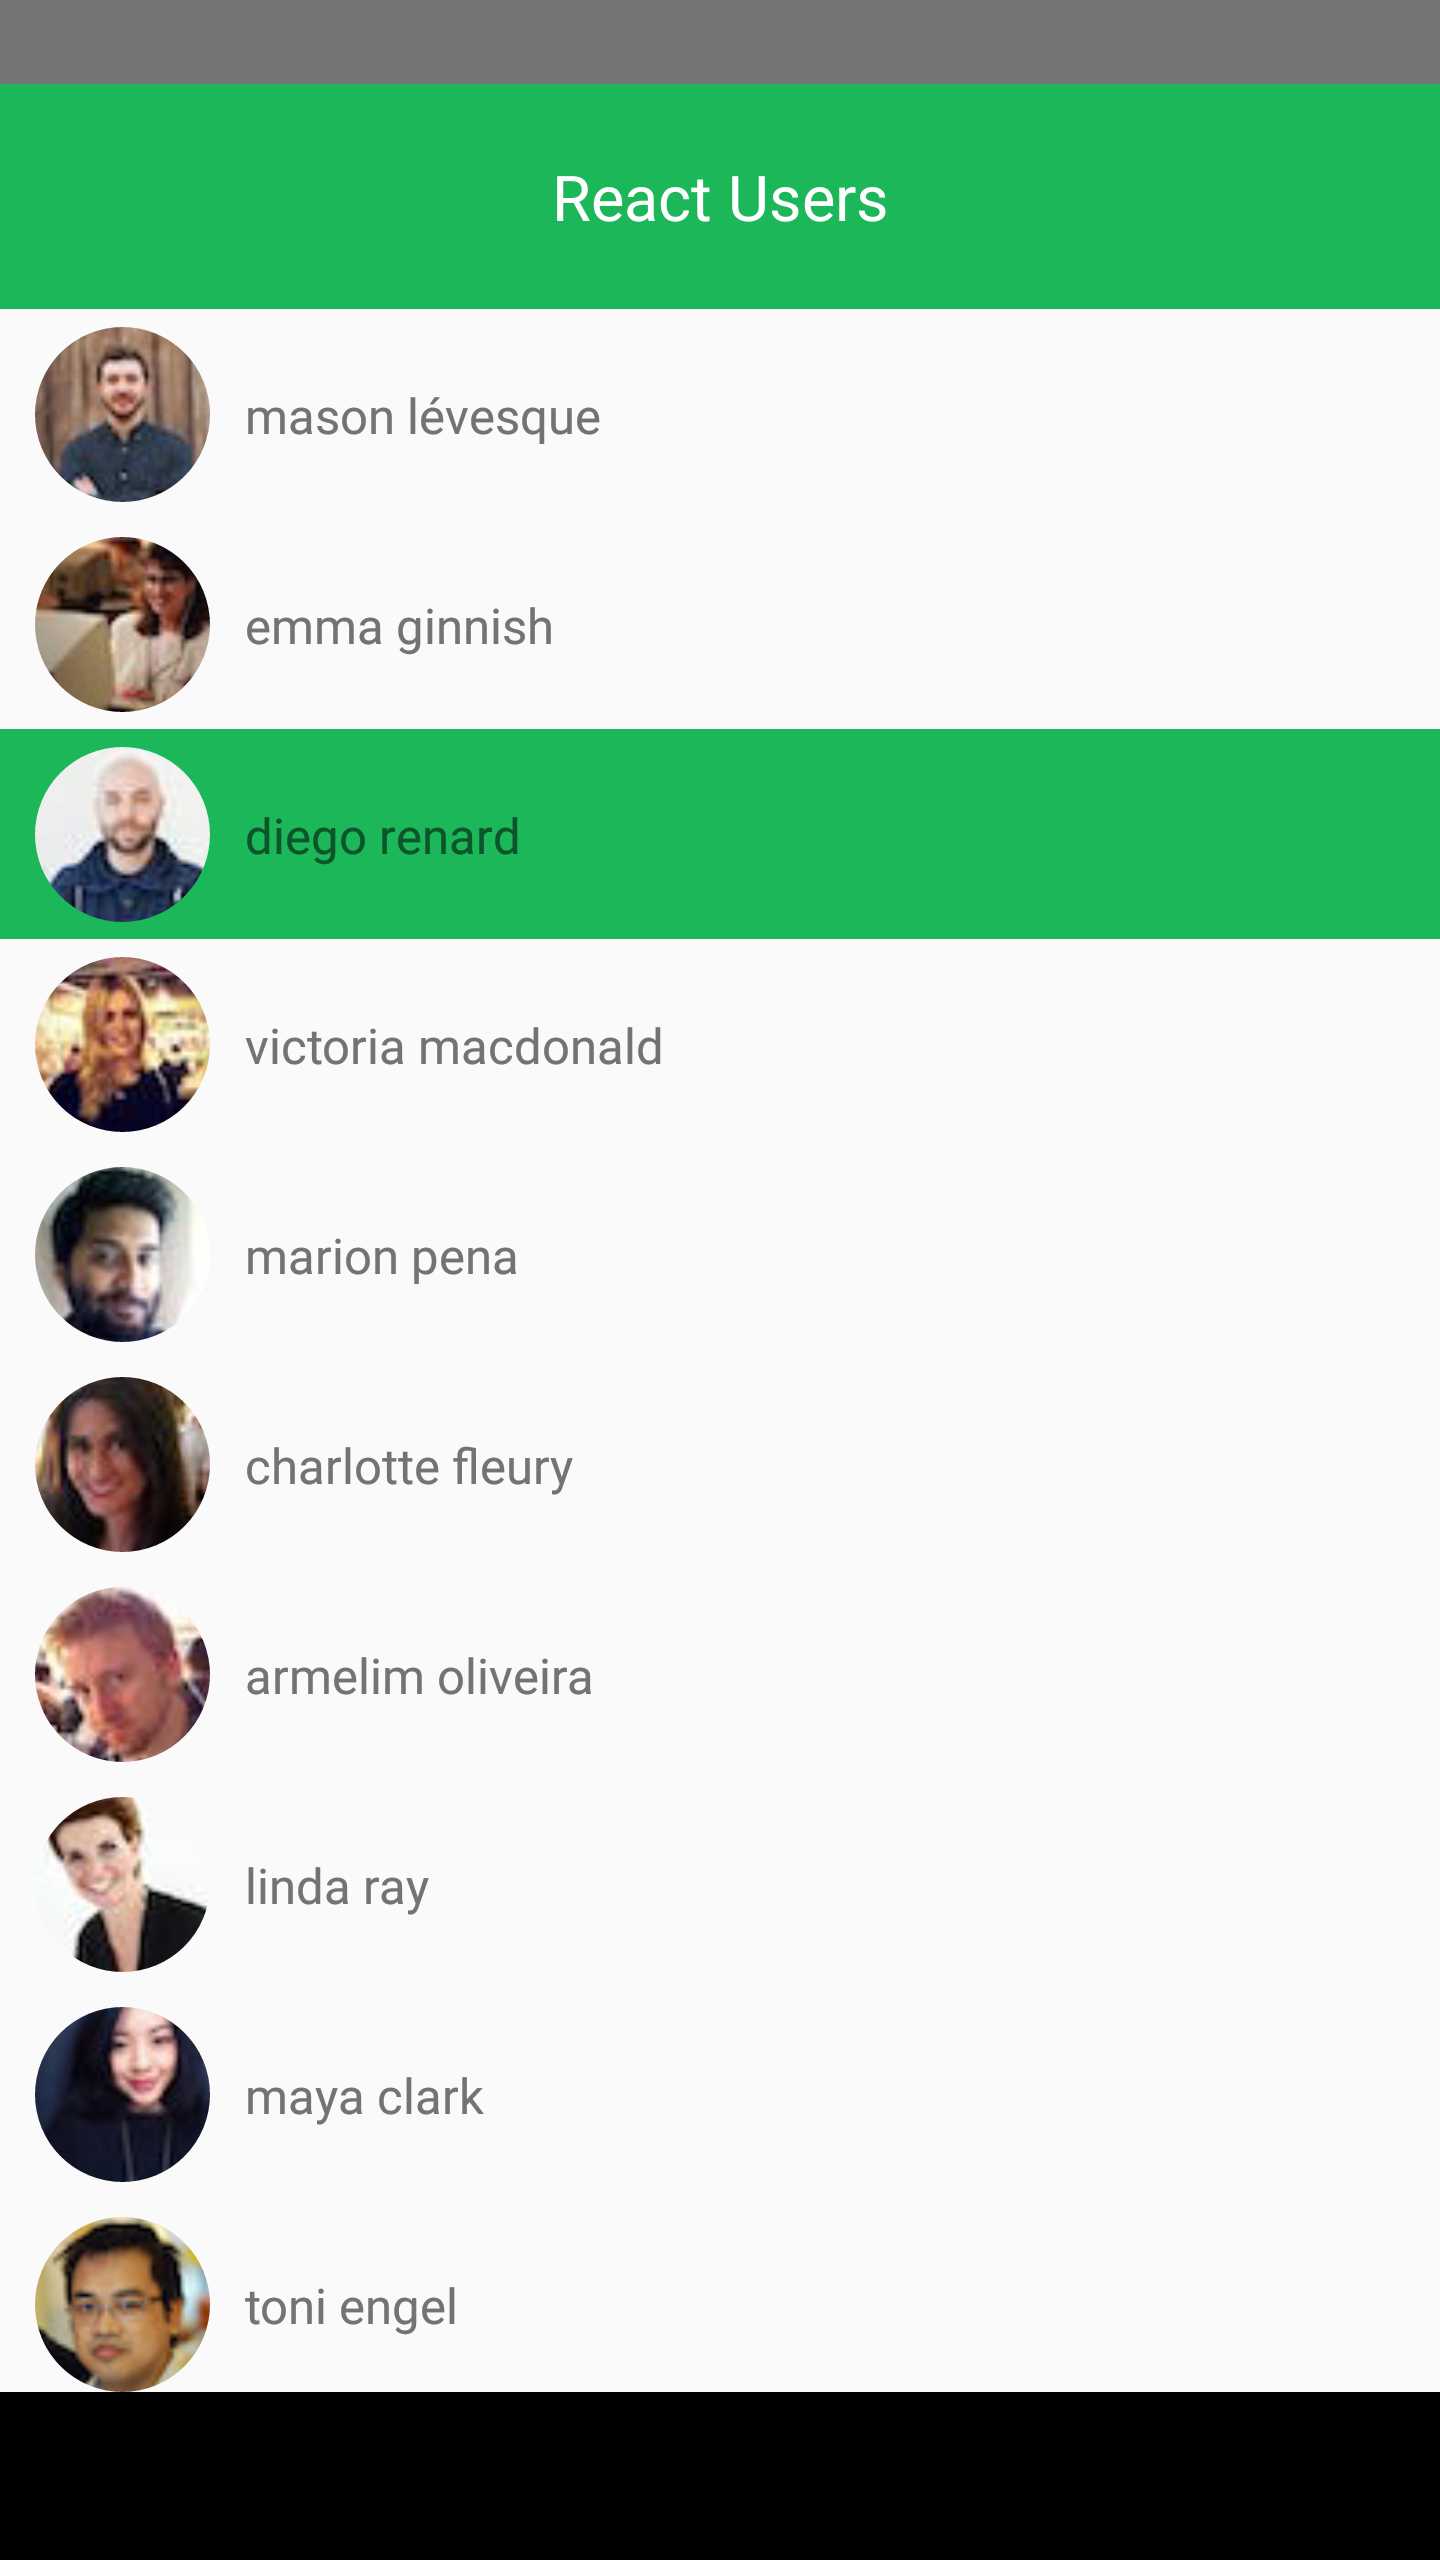 React Users
mason lévesque
emma ginnish
diego renard
victoria macdonald
marion pena
charlotte fleury
armelim oliveira
linda ray
maya clark
toni engel